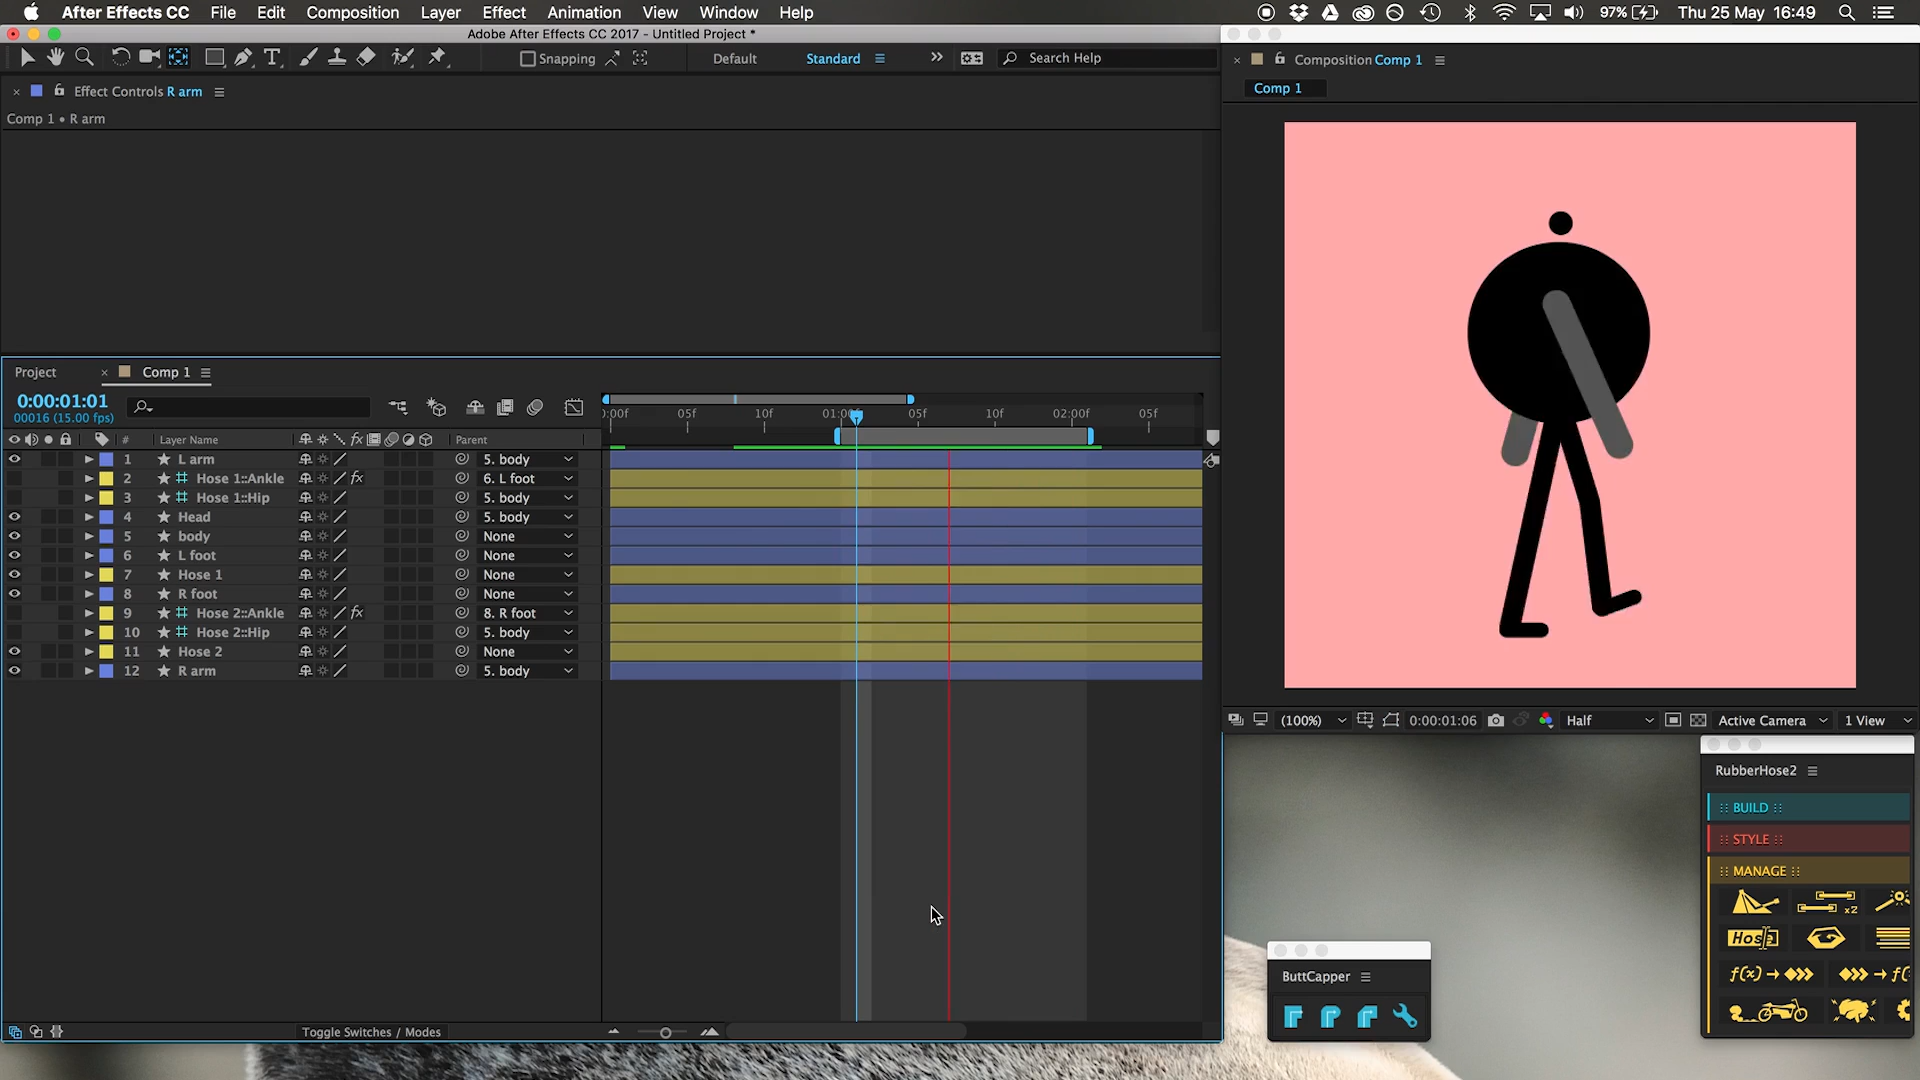 After Effects CC File Edit Composition Layer Effect Animation View Window Help 97% Thu 25 May 16:49
Adobe After Effects CC 2017 - Untitled Project *
Snapping Default Standard Search Help
Effect Controls R arm
Comp 1 • R arm
Composition Comp 1
Comp 1
Project Comp 1
0:00:01:01
00016 (15.00 fps)
):00f 05f 10f 01:00f 05f 10f 02:00f 05f
# Layer Name fx Parent
1 L arm 5. body
2 Hose 1::Ankle fx 6. L foot
3 Hose 1::Hip 5. body
4 Head 5. body
5 body None
6 L foot None
7 Hose 1 None
8 R foot None
9 Hose 2::Ankle fx 8. R foot
10 Hose 2::Hip 5. body
11 Hose 2 None
12 R arm 5. body
Toggle Switches / Modes
(100%) 0:00:01:06 Half Active Camera 1 View
RubberHose2
:: BUILD ::
:: STYLE ::
:: MANAGE ::
x2
Hose
f(x)
ButtCapper